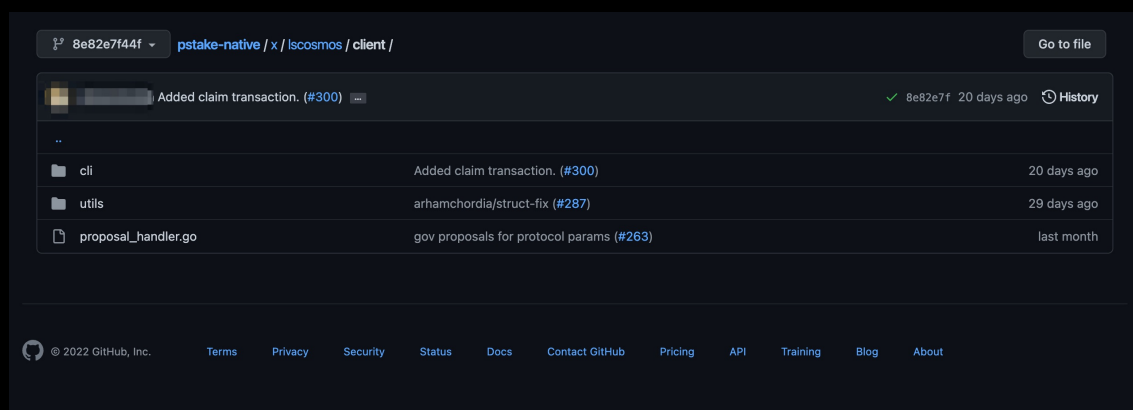 8e82e7f44f pstake-native / x / lscosmos / client / Go to file
Added claim transaction. (#300) ... 8e82e7f 20 days ago History
..
cli Added claim transaction. (#300) 20 days ago
utils arhamchordia/struct-fix (#287) 29 days ago
proposal_handler.go gov proposals for protocol params (#263) last month
© 2022 GitHub, Inc. Terms Privacy Security Status Docs Contact GitHub Pricing API Training Blog About